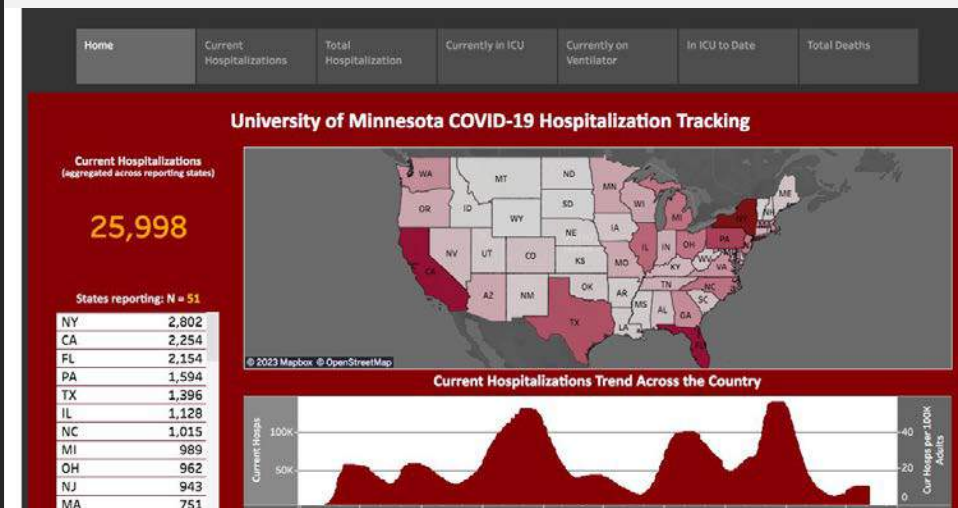 Home
Current
Hospitalizations
Total
Hospitalization
Currently in ICU
Currently on
Ventilator
In ICU to Date
Total Deaths
University of Minnesota COVID-19 Hospitalization Tracking
Current Hospitalizations
(aggregated across reporting states)
25,998
States reporting: N = 51
NY 2,802
CA 2,254
FL 2,154
PA 1,594
TX 1,396
IL 1,128
NC 1,015
MI 989
OH 962
NJ 943
MA 751
WA
MT
ND
MN
ME
OR
ID
SD
WI
MI
NY
NH
WY
IA
PA
NE
NV
UT
CO
IL
IN
OH
WV
VA
CA
KS
MO
KY
AZ
NM
OK
AR
TN
NC
SC
MS
AL
GA
TX
LA
© 2023 Mapbox © OpenStreetMap
Current Hospitalizations Trend Across the Country
Current Hosps
100K
50K
40
20
0
Cur Hosps per 100K
Adults